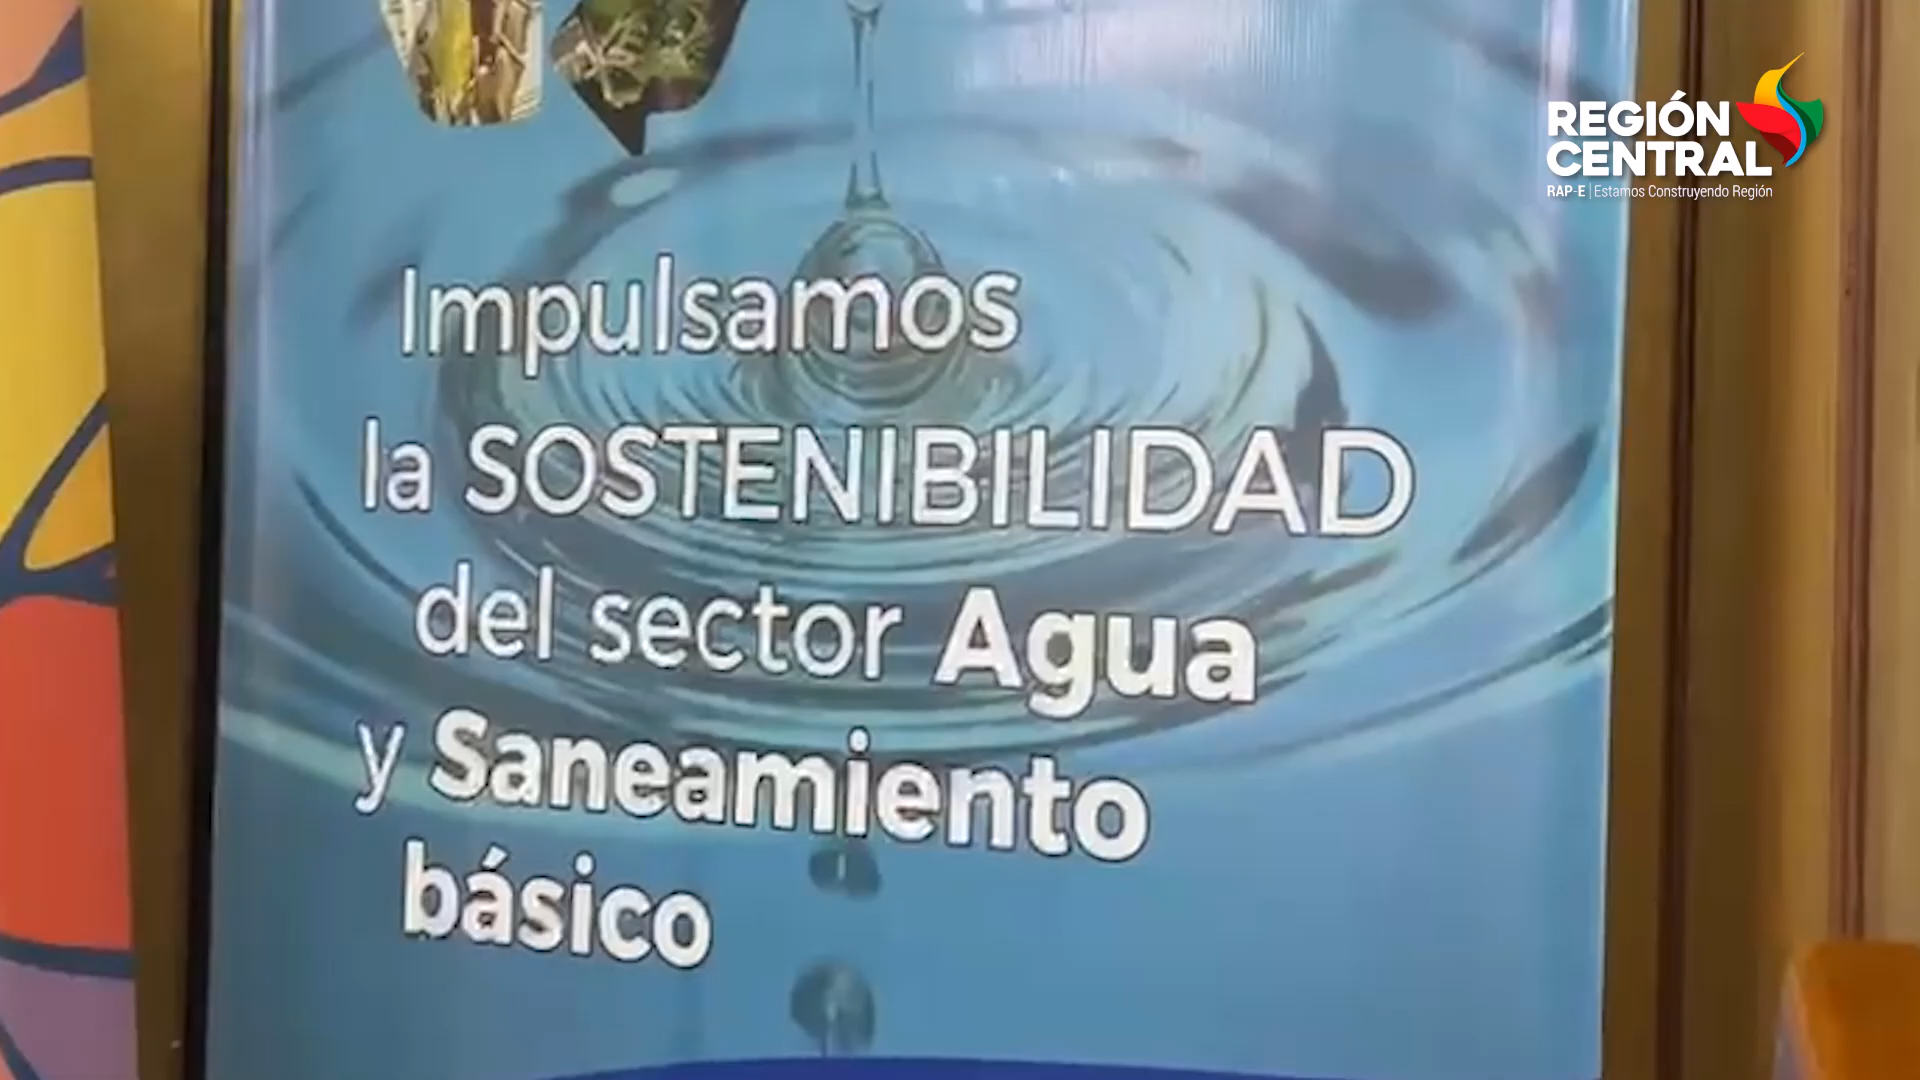 REGIÓN
CENTRAL
RAP-E | Estamos Construyendo Región
Impulsamos
la SOSTENIBILIDAD
del sector Agua
y Saneamiento
básico